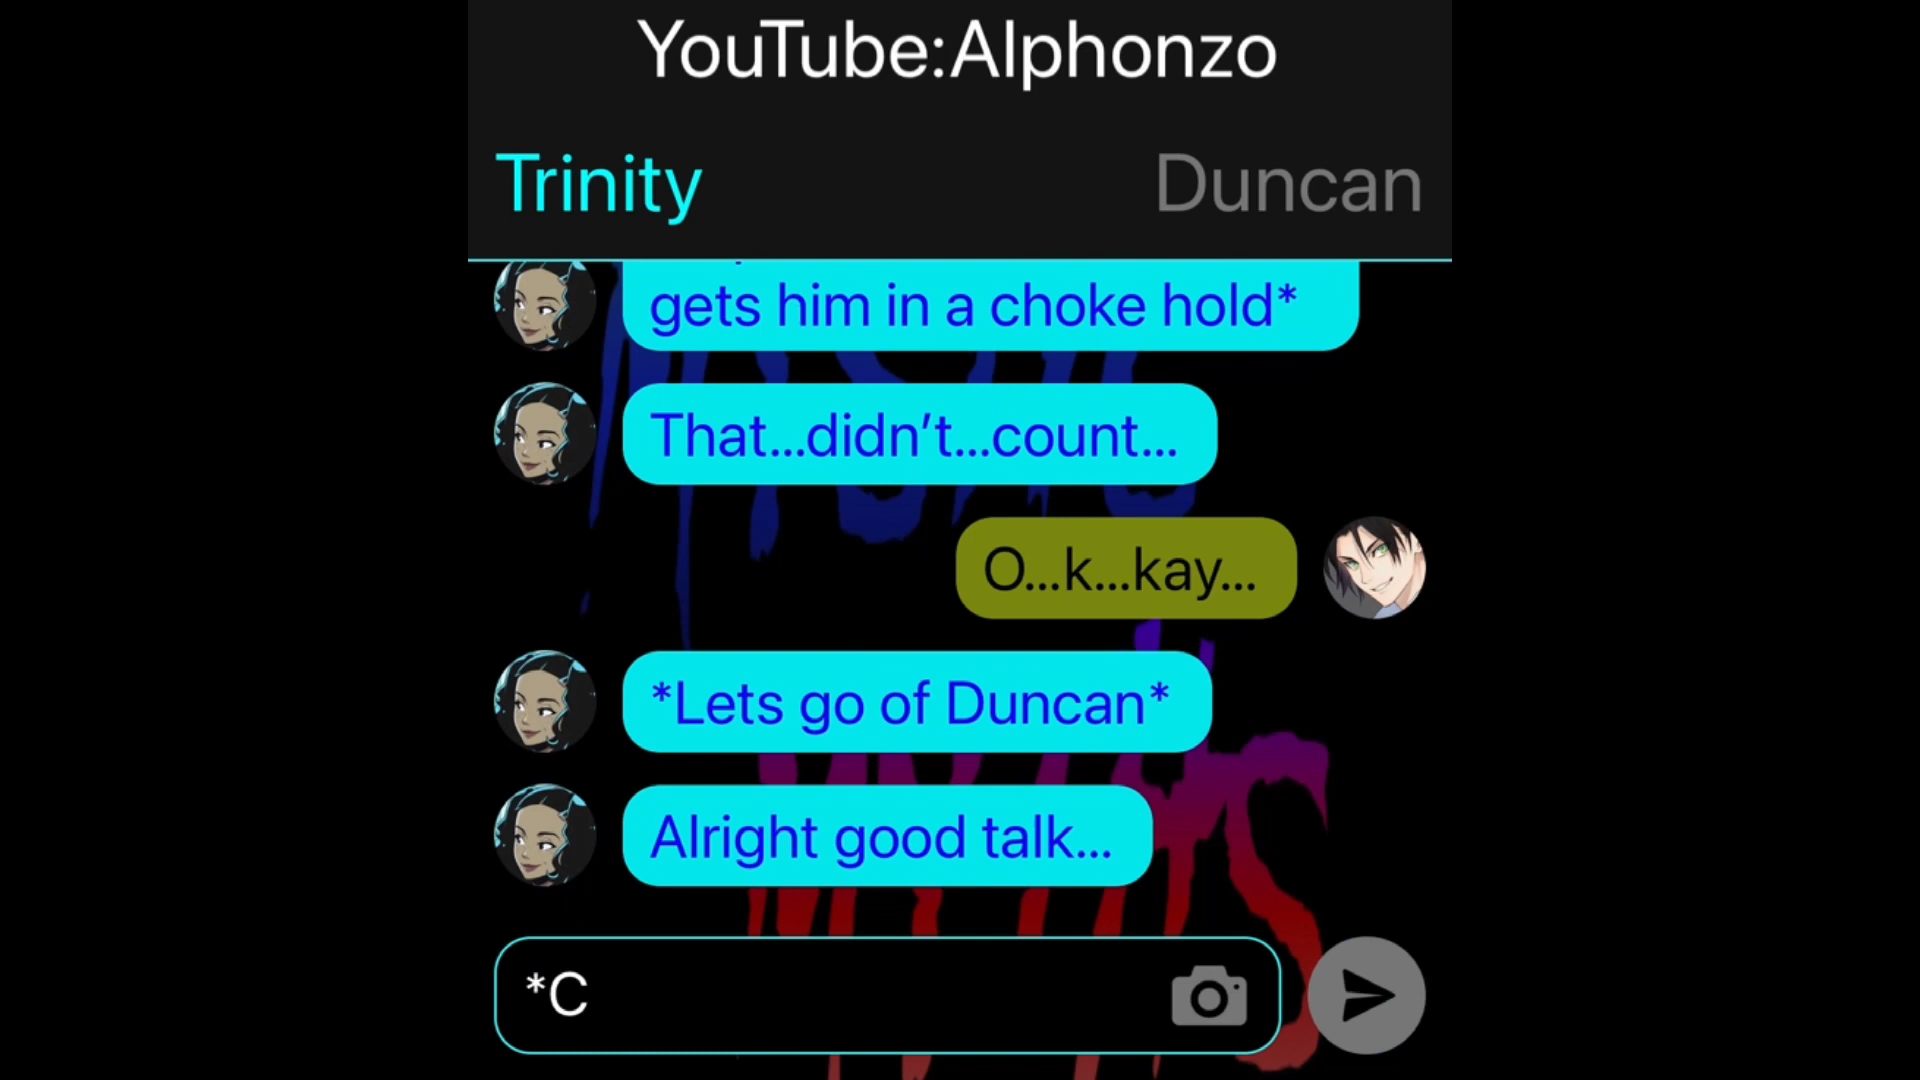 YouTube:Alphonzo
Trinity
Duncan
gets him in a choke hold*
That...didn’t...count...
O...k...kay...
*Lets go of Duncan*
Alright good talk...
*C